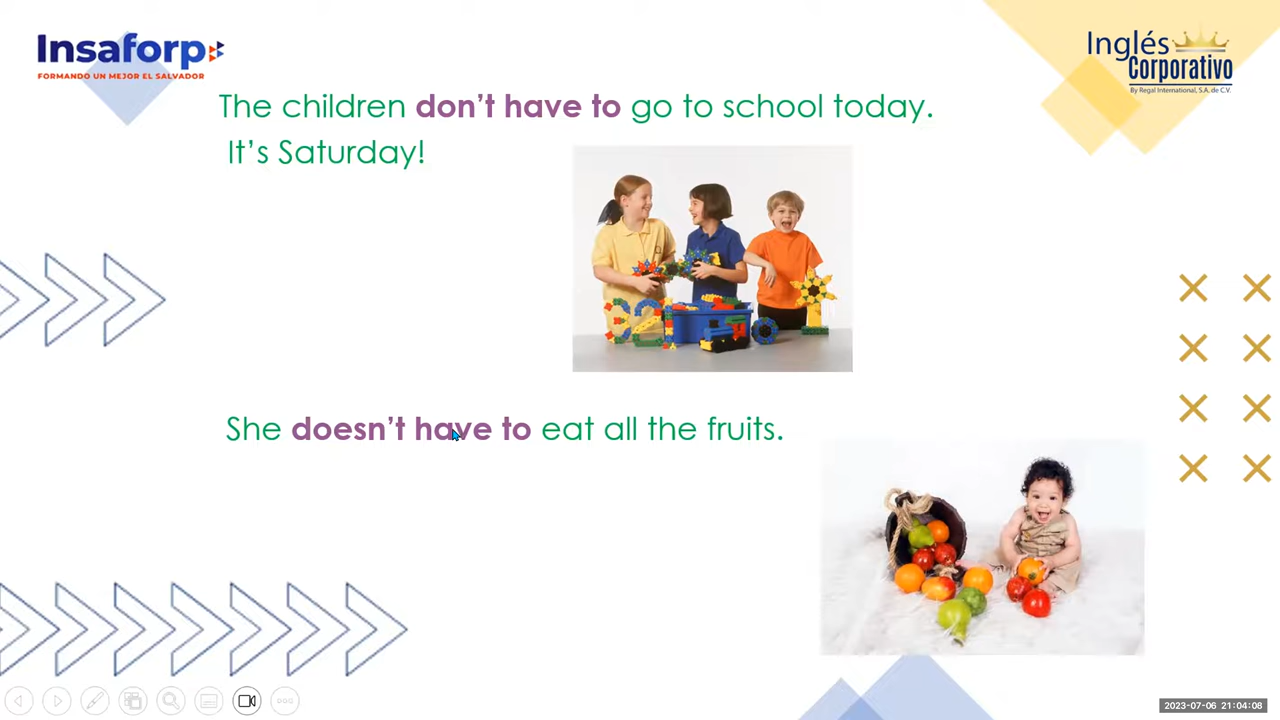 Insaforp
FORMANDO UN MEJOR EL SALVADOR
Inglés
Corporativo
By Regal International, S.A. de C.V.
The children don't have to go to school today.
It's Saturday!
She doesn't have to eat all the fruits.
2023-07-06 21:04:08